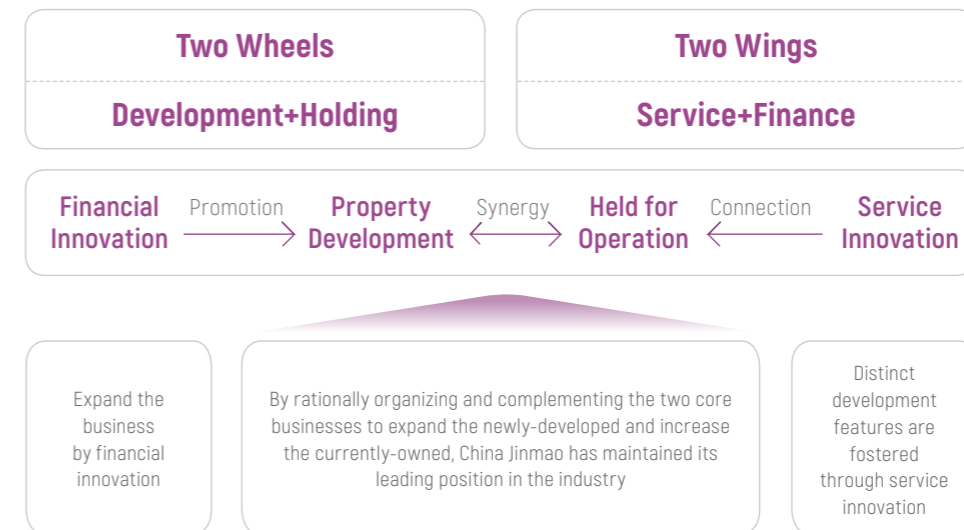 Two Wheels
Development+Holding
Two Wings
Service+Finance
Financial
Innovation
Promotion
Property
Development
Synergy
Held for
Operation
Connection
Service
Innovation
Expand the
business
by financial
innovation
By rationally organizing and complementing the two core
businesses to expand the newly-developed and increase
the currently-owned, China Jinmao has maintained its
leading position in the industry
Distinct
development
features are
fostered
through service
innovation